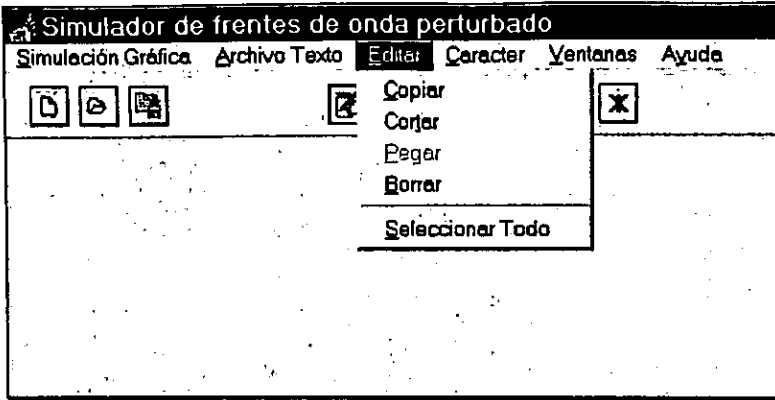 Simulador de frentes de onda perturbado
Simulación Gráfica Archivo Texto Editar Caracter Ventanas Ayuda
Copiar
Cortar
Pegar
Borrar
Seleccionar Todo